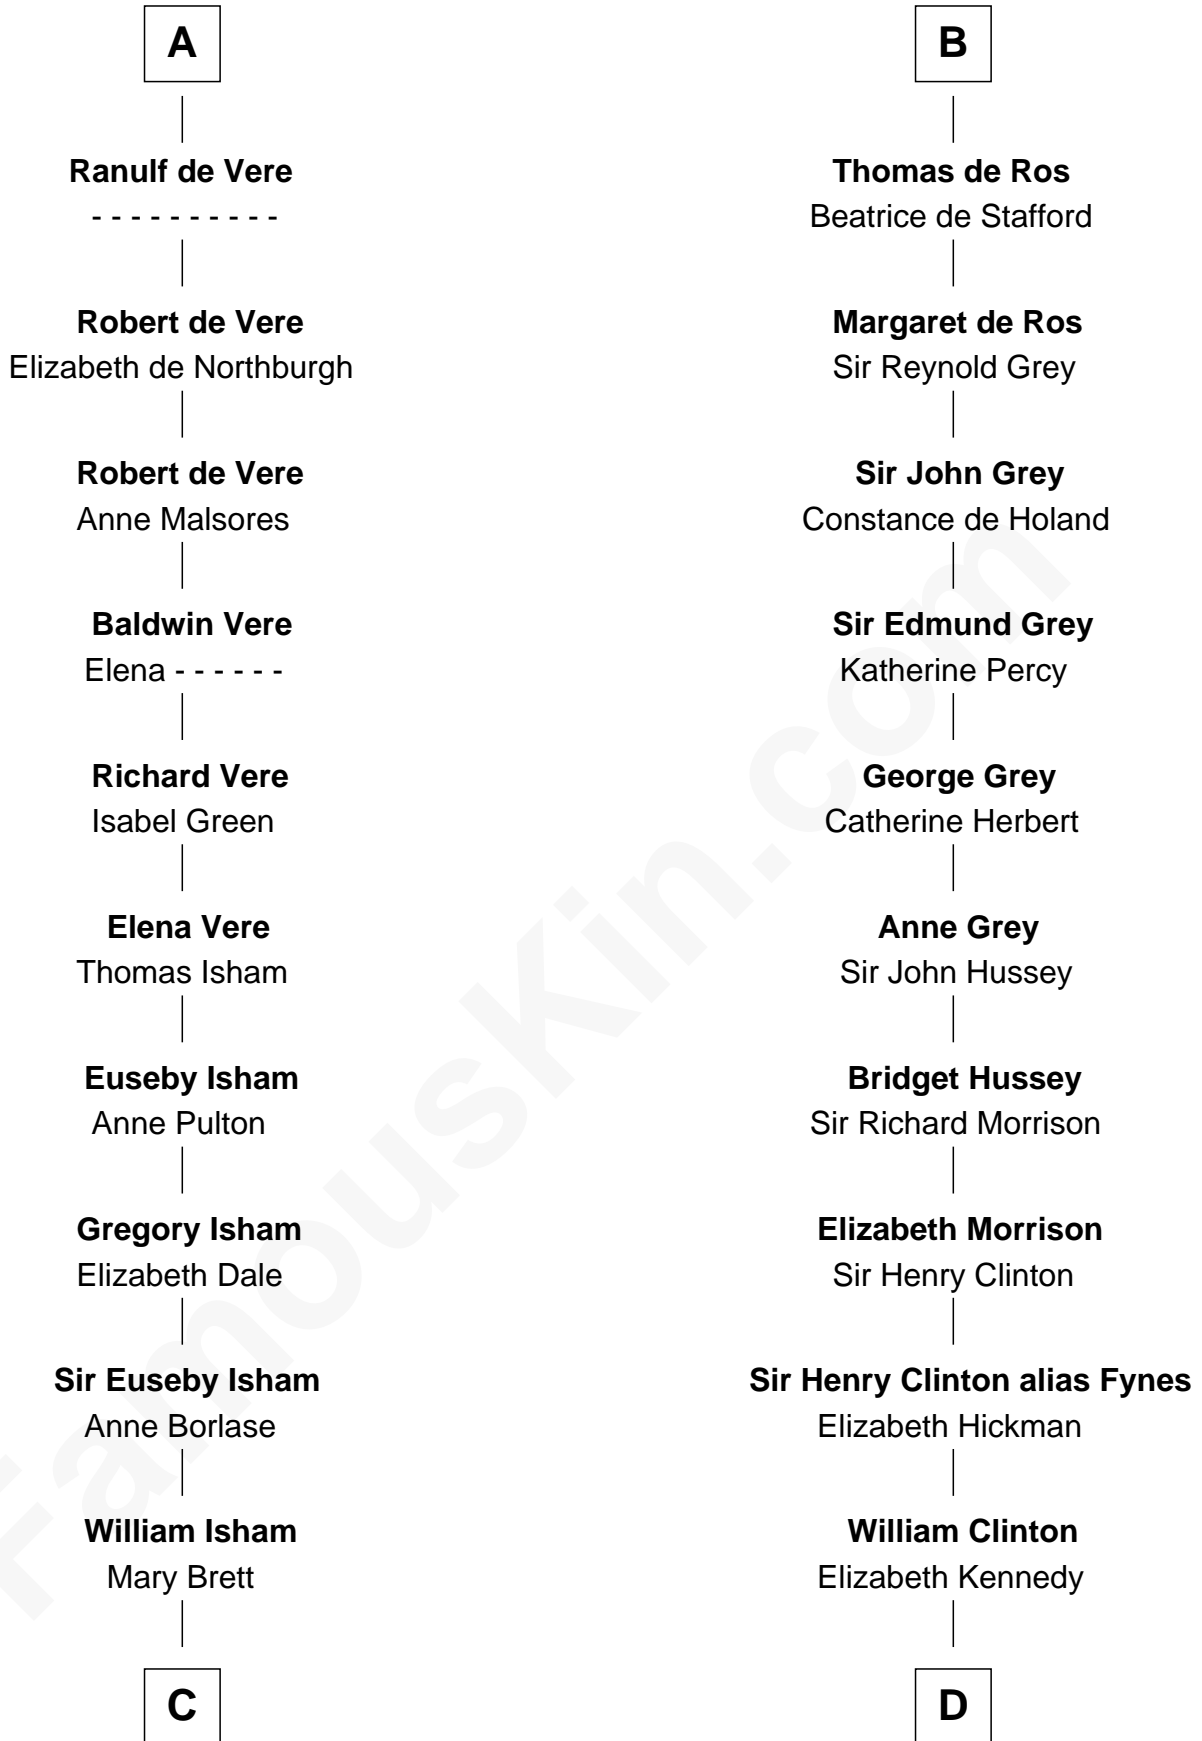 A
Ranulf de Vere
- - - - - - - - - -
Robert de Vere
Elizabeth de Northburgh
Robert de Vere
Anne Malsores
Baldwin Vere
Elena - - - - - -
Richard Vere
Isabel Green
Elena Vere
Thomas Isham
Euseby Isham
Anne Pulton
Gregory Isham
Elizabeth Dale
Sir Euseby Isham
Anne Borlase
William Isham
Mary Brett
C
B
Thomas de Ros
Beatrice de Stafford
Margaret de Ros
Sir Reynold Grey
Sir John Grey
Constance de Holand
Sir Edmund Grey
Katherine Percy
George Grey
Catherine Herbert
Anne Grey
Sir John Hussey
Bridget Hussey
Sir Richard Morrison
Elizabeth Morrison
Sir Henry Clinton
Sir Henry Clinton alias Fynes
Elizabeth Hickman
William Clinton
Elizabeth Kennedy
D
FamousKin.com